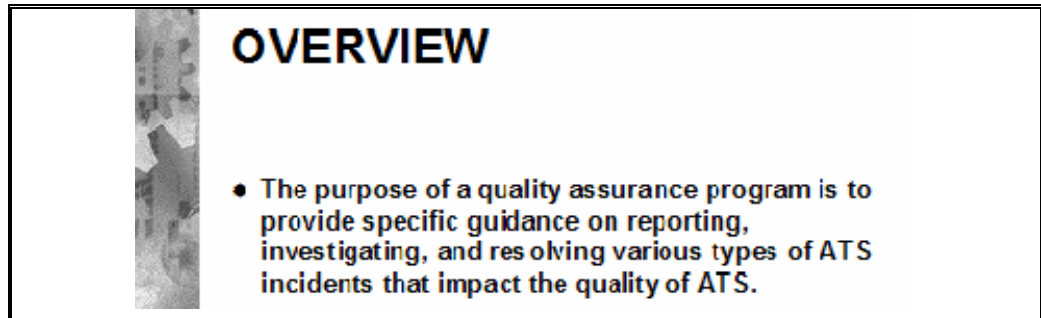 OVERVIEW
• The purpose of a quality assurance program is to
provide specific guidance on reporting,
investigating, and resolving various types of ATS
incidents that impact the quality of ATS.